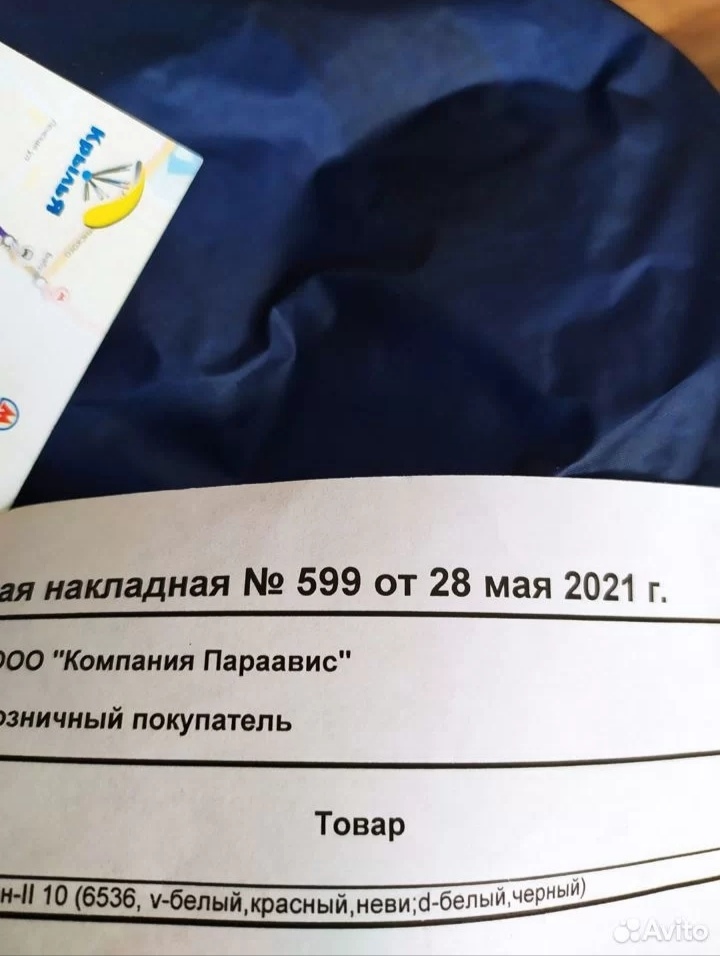 Крылья
ая накладная № 599 от 28 мая 2021 г.
ООО "Компания Параавис"
озничный покупатель
Товар
н-II 10 (6536, v-белый,красный,неви;d-белый,черный)
Avito